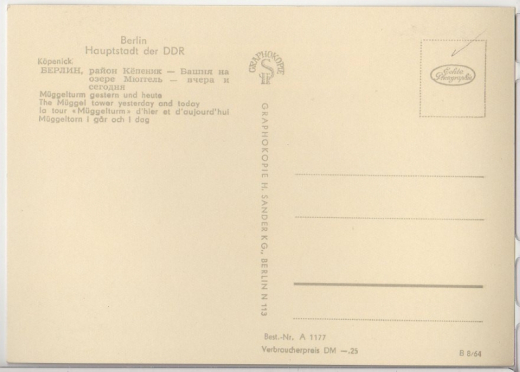 Berlin
Hauptstadt der DDR
Köpenick
БЕРЛИН, район Кёпеник — Башня на
озере Мюггель — вчера и
сегодня
Müggelturm gestern und heute
The Müggel tower yesterday and today
la tour «Müggelturm» d'hier et d'aujourd'hui
Müggeltorn i går och i dag
GRAPHOKOPIE
GRAPHOKOPIE H. SANDER KG., BERLIN N 113
Echte
Photographie
Best.-Nr. A 1177
Verbraucherpreis DM —.25
B 8/64